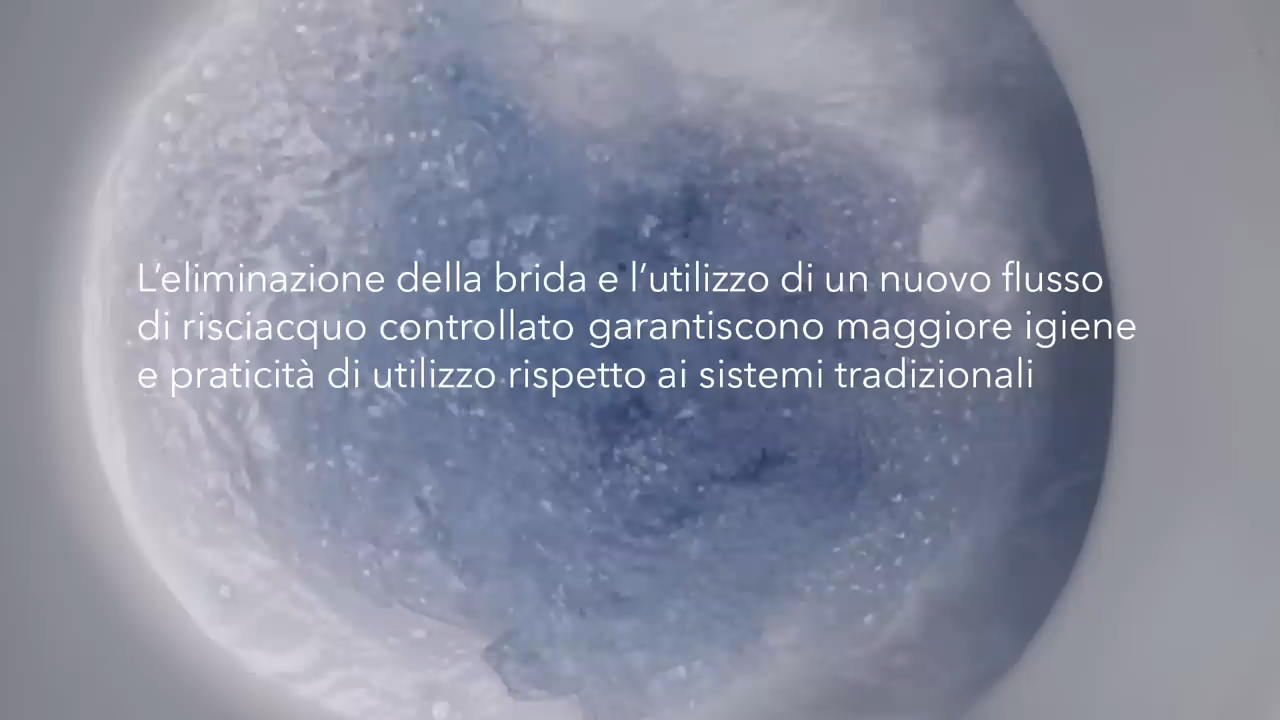 L’eliminazione della brida e l’utilizzo di un nuovo flusso
di risciacquo controllato garantiscono maggiore igiene
e praticità di utilizzo rispetto ai sistemi tradizionali